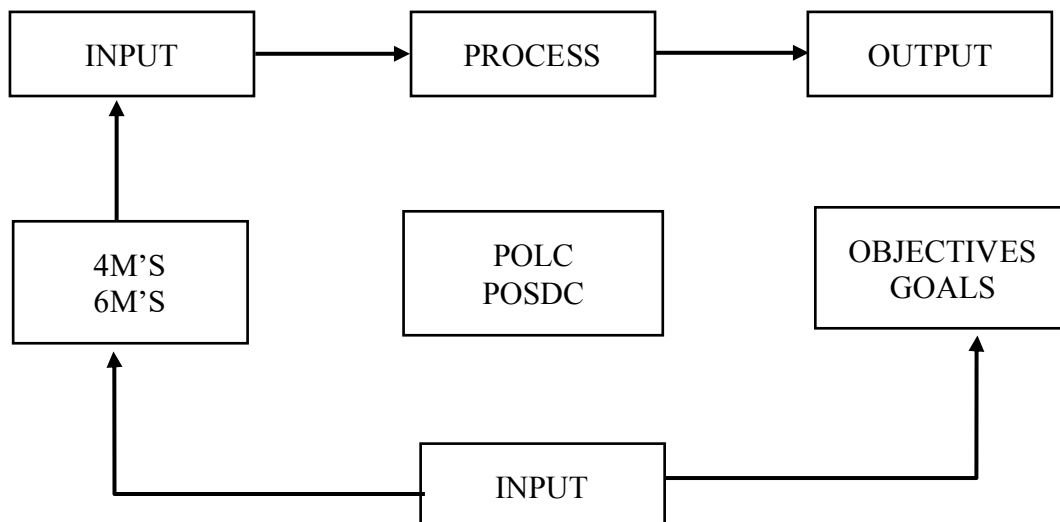 INPUT
PROCESS
OUTPUT
4M’S
6M’S
POLC
POSDC
OBJECTIVES
GOALS
INPUT